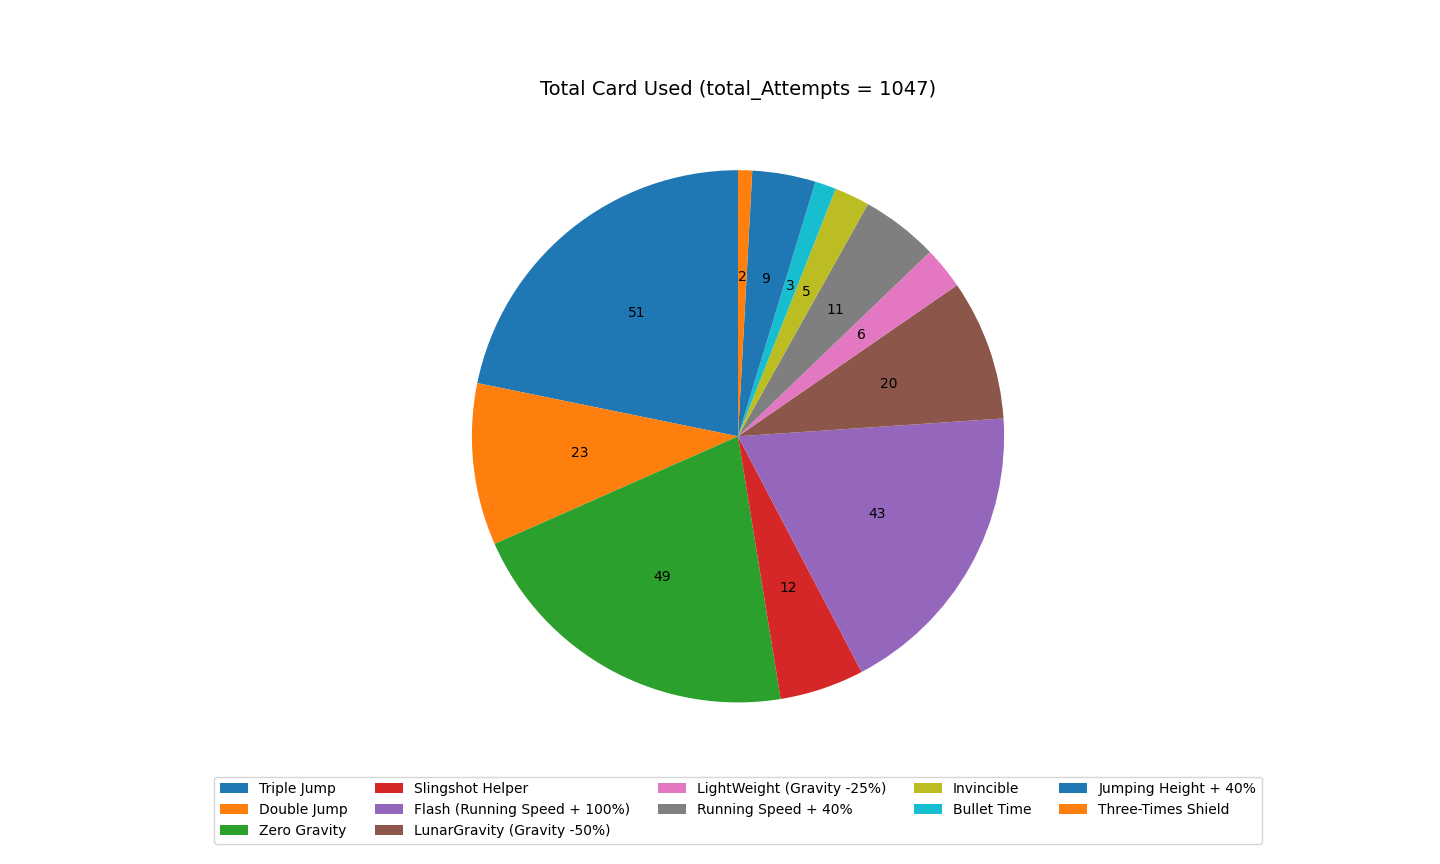 Total Card Used (total_Attempts = 1047)
2
9
3
5
11
6
20
51
23
43
49
12
Triple Jump
Double Jump
Zero Gravity
Slingshot Helper
Flash (Running Speed + 100%)
LunarGravity (Gravity -50%)
LightWeight (Gravity -25%)
Running Speed + 40%
Invincible
Bullet Time
Jumping Height + 40%
Three-Times Shield